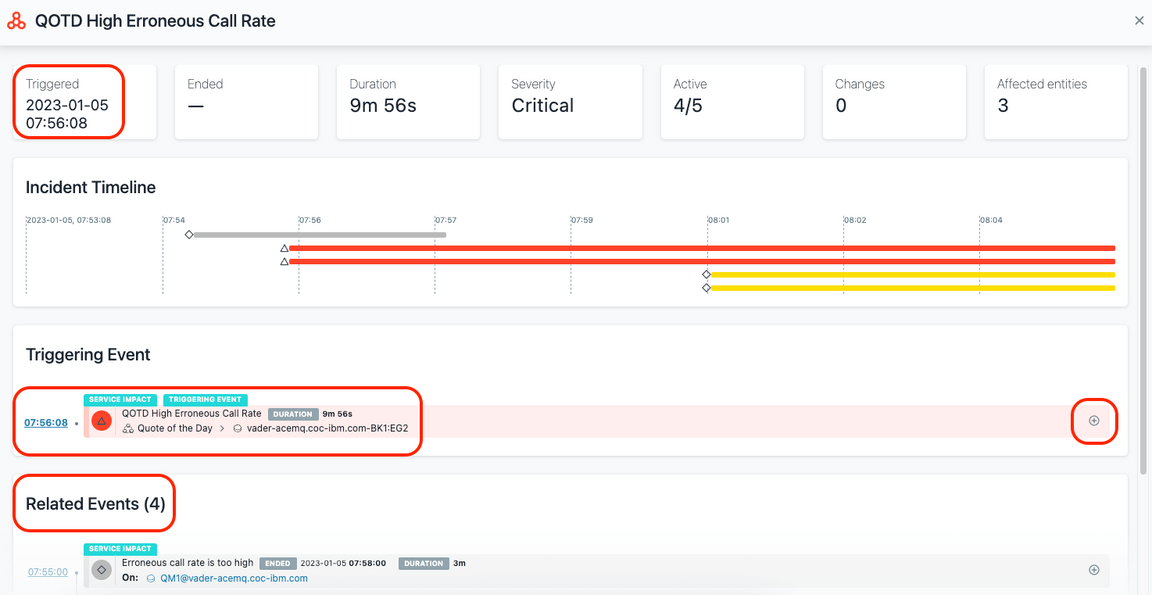 QOTD High Erroneous Call Rate
Triggered
2023-01-05
07:56:08
Ended
—
Duration
9m 56s
Severity
Critical
Active
4/5
Changes
0
Affected entities
3
Incident Timeline
2023-01-05, 07:53:08 07:54 07:56 07:57 07:59 08:01 08:02 08:04
Triggering Event
SERVICE IMPACT TRIGGERING EVENT
QOTD High Erroneous Call Rate DURATION 9m 56s
07:56:08
Quote of the Day > vader-acemq.coc-ibm.com-BK1:EG2
Related Events (4)
SERVICE IMPACT
Erroneous call rate is too high ENDED 2023-01-05 07:58:00 DURATION 3m
07:55:00
On: QM1@vader-acemq.coc-ibm.com